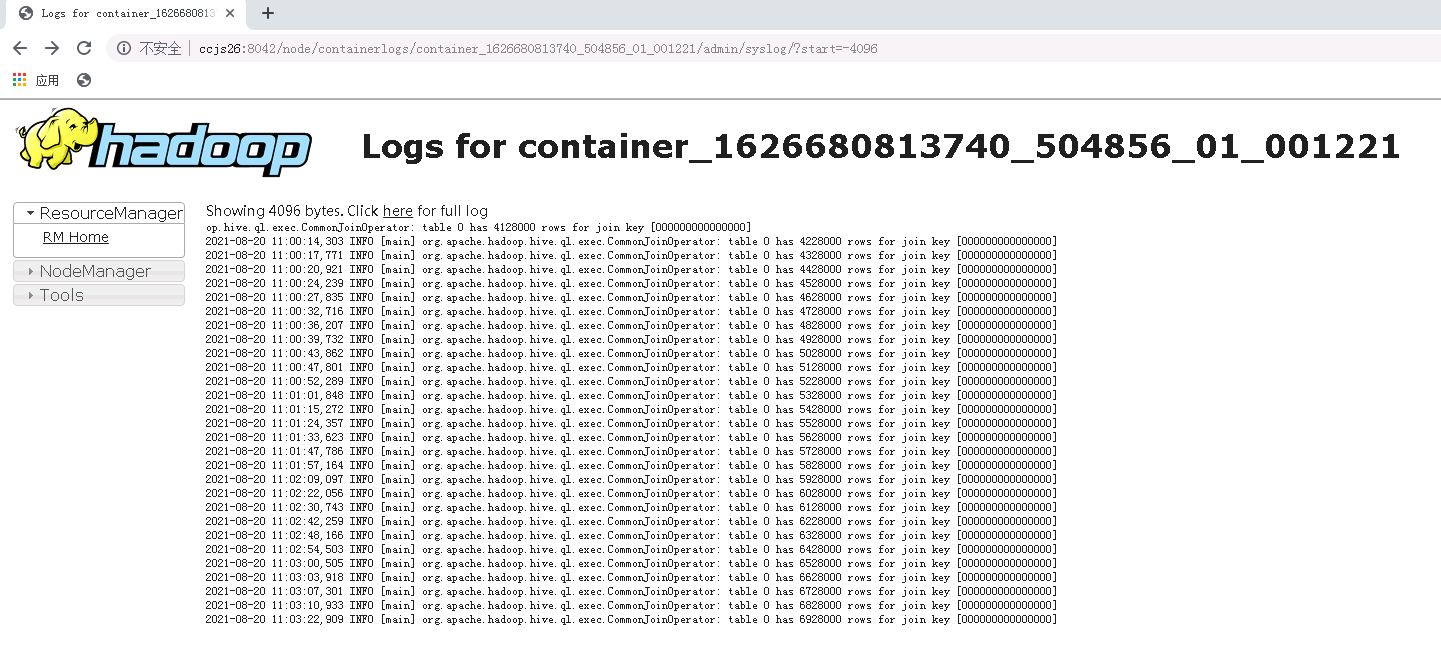 Logs for container_1626680813
不安全 ccjs26:8042/node/containerlogs/container_1626680813740_504856_01_001221/admin/syslog/?start=-4096
应用
hadoop
Logs for container_1626680813740_504856_01_001221
ResourceManager
RM Home
NodeManager
Tools
Showing 4096 bytes. Click here for full log
op.hive.ql.exec.CommonJoinOperator: table 0 has 4128000 rows for join key [000000000000000]
2021-08-20 11:00:14,303 INFO [main] org.apache.hadoop.hive.ql.exec.CommonJoinOperator: table 0 has 4228000 rows for join key [000000000000000]
2021-08-20 11:00:17,771 INFO [main] org.apache.hadoop.hive.ql.exec.CommonJoinOperator: table 0 has 4328000 rows for join key [000000000000000]
2021-08-20 11:00:20,921 INFO [main] org.apache.hadoop.hive.ql.exec.CommonJoinOperator: table 0 has 4428000 rows for join key [000000000000000]
2021-08-20 11:00:24,239 INFO [main] org.apache.hadoop.hive.ql.exec.CommonJoinOperator: table 0 has 4528000 rows for join key [000000000000000]
2021-08-20 11:00:27,835 INFO [main] org.apache.hadoop.hive.ql.exec.CommonJoinOperator: table 0 has 4628000 rows for join key [000000000000000]
2021-08-20 11:00:32,716 INFO [main] org.apache.hadoop.hive.ql.exec.CommonJoinOperator: table 0 has 4728000 rows for join key [000000000000000]
2021-08-20 11:00:36,207 INFO [main] org.apache.hadoop.hive.ql.exec.CommonJoinOperator: table 0 has 4828000 rows for join key [000000000000000]
2021-08-20 11:00:39,732 INFO [main] org.apache.hadoop.hive.ql.exec.CommonJoinOperator: table 0 has 4928000 rows for join key [000000000000000]
2021-08-20 11:00:43,862 INFO [main] org.apache.hadoop.hive.ql.exec.CommonJoinOperator: table 0 has 5028000 rows for join key [000000000000000]
2021-08-20 11:00:47,801 INFO [main] org.apache.hadoop.hive.ql.exec.CommonJoinOperator: table 0 has 5128000 rows for join key [000000000000000]
2021-08-20 11:00:52,289 INFO [main] org.apache.hadoop.hive.ql.exec.CommonJoinOperator: table 0 has 5228000 rows for join key [000000000000000]
2021-08-20 11:01:01,848 INFO [main] org.apache.hadoop.hive.ql.exec.CommonJoinOperator: table 0 has 5328000 rows for join key [000000000000000]
2021-08-20 11:01:15,272 INFO [main] org.apache.hadoop.hive.ql.exec.CommonJoinOperator: table 0 has 5428000 rows for join key [000000000000000]
2021-08-20 11:01:24,357 INFO [main] org.apache.hadoop.hive.ql.exec.CommonJoinOperator: table 0 has 5528000 rows for join key [000000000000000]
2021-08-20 11:01:33,623 INFO [main] org.apache.hadoop.hive.ql.exec.CommonJoinOperator: table 0 has 5628000 rows for join key [000000000000000]
2021-08-20 11:01:47,786 INFO [main] org.apache.hadoop.hive.ql.exec.CommonJoinOperator: table 0 has 5728000 rows for join key [000000000000000]
2021-08-20 11:01:57,164 INFO [main] org.apache.hadoop.hive.ql.exec.CommonJoinOperator: table 0 has 5828000 rows for join key [000000000000000]
2021-08-20 11:02:09,097 INFO [main] org.apache.hadoop.hive.ql.exec.CommonJoinOperator: table 0 has 5928000 rows for join key [000000000000000]
2021-08-20 11:02:22,056 INFO [main] org.apache.hadoop.hive.ql.exec.CommonJoinOperator: table 0 has 6028000 rows for join key [000000000000000]
2021-08-20 11:02:30,743 INFO [main] org.apache.hadoop.hive.ql.exec.CommonJoinOperator: table 0 has 6128000 rows for join key [000000000000000]
2021-08-20 11:02:42,259 INFO [main] org.apache.hadoop.hive.ql.exec.CommonJoinOperator: table 0 has 6228000 rows for join key [000000000000000]
2021-08-20 11:02:48,166 INFO [main] org.apache.hadoop.hive.ql.exec.CommonJoinOperator: table 0 has 6328000 rows for join key [000000000000000]
2021-08-20 11:02:54,503 INFO [main] org.apache.hadoop.hive.ql.exec.CommonJoinOperator: table 0 has 6428000 rows for join key [000000000000000]
2021-08-20 11:03:00,505 INFO [main] org.apache.hadoop.hive.ql.exec.CommonJoinOperator: table 0 has 6528000 rows for join key [000000000000000]
2021-08-20 11:03:03,918 INFO [main] org.apache.hadoop.hive.ql.exec.CommonJoinOperator: table 0 has 6628000 rows for join key [000000000000000]
2021-08-20 11:03:07,301 INFO [main] org.apache.hadoop.hive.ql.exec.CommonJoinOperator: table 0 has 6728000 rows for join key [000000000000000]
2021-08-20 11:03:10,933 INFO [main] org.apache.hadoop.hive.ql.exec.CommonJoinOperator: table 0 has 6828000 rows for join key [000000000000000]
2021-08-20 11:03:22,909 INFO [main] org.apache.hadoop.hive.ql.exec.CommonJoinOperator: table 0 has 6928000 rows for join key [000000000000000]